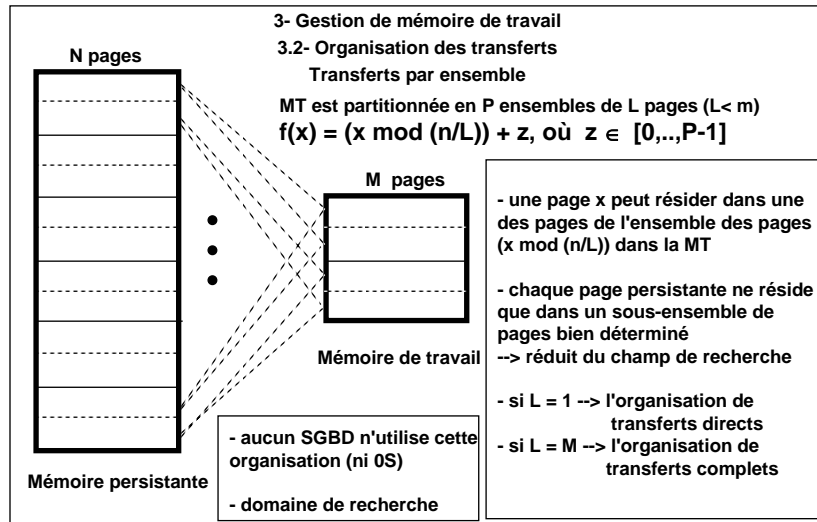 3- Gestion de mémoire de travail
3.2- Organisation des transferts
Transferts par ensemble
N pages
MT est partitionnée en P ensembles de L pages (L< m)
f(x) = (x mod (n/L)) + z, où z ∈ [0,..,P-1]
M pages
- une page x peut résider dans une
des pages de l'ensemble des pages
(x mod (n/L)) dans la MT
- chaque page persistante ne réside
que dans un sous-ensemble de
pages bien déterminé
--> réduit du champ de recherche
- si L = 1 --> l'organisation de
transferts directs
- si L = M --> l'organisation de
transferts complets
Mémoire de travail
- aucun SGBD n'utilise cette
organisation (ni 0S)
- domaine de recherche
Mémoire persistante